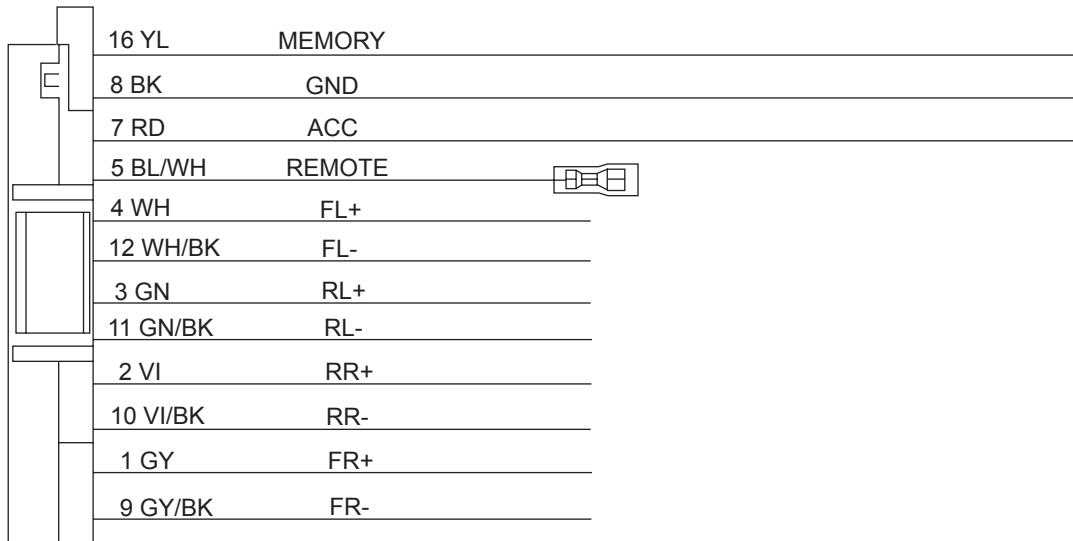 16 YL MEMORY
8 BK GND
7 RD ACC
5 BL/WH REMOTE
4 WH FL+
12 WH/BK FL-
3 GN RL+
11 GN/BK RL-
2 VI RR+
10 VI/BK RR-
1 GY FR+
9 GY/BK FR-